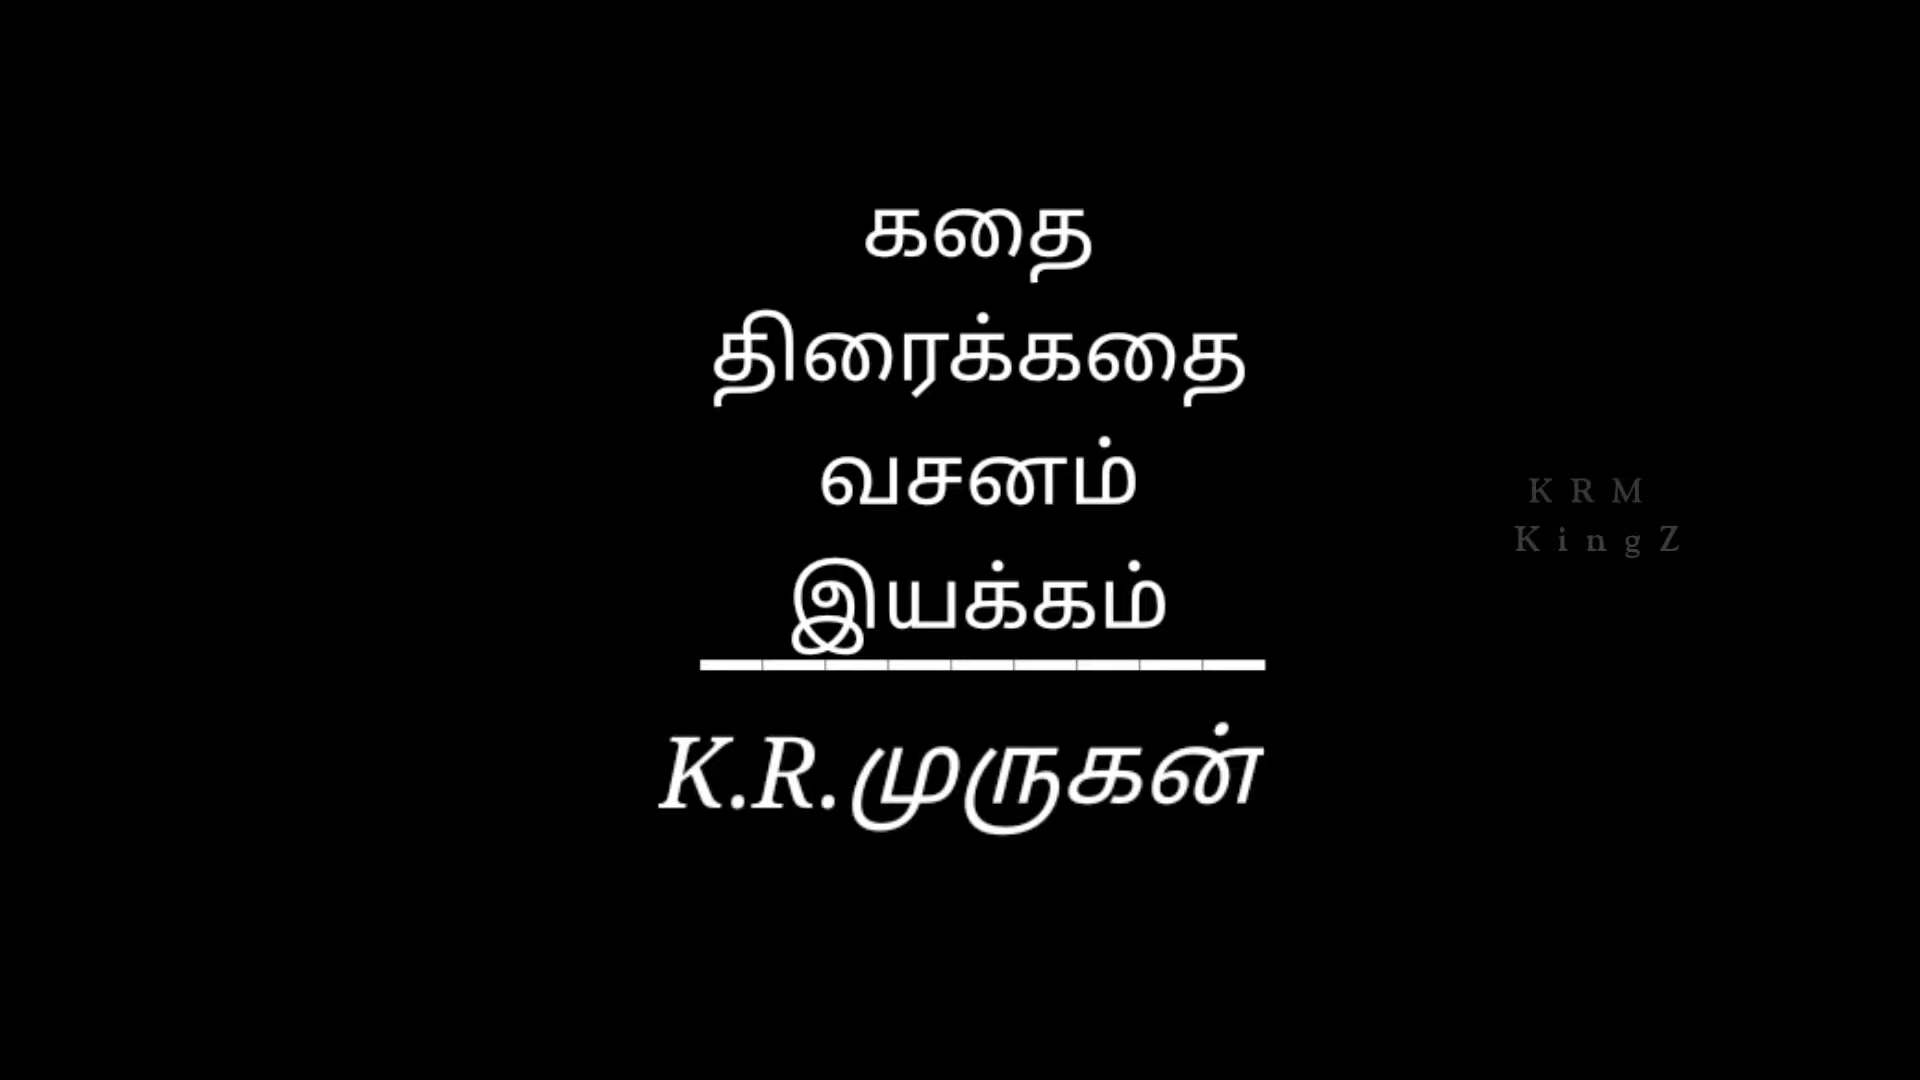 கதை
திரைக்கதை
வசனம்
இயக்கம்
K.R.முருகன்
K R M
K i n g Z